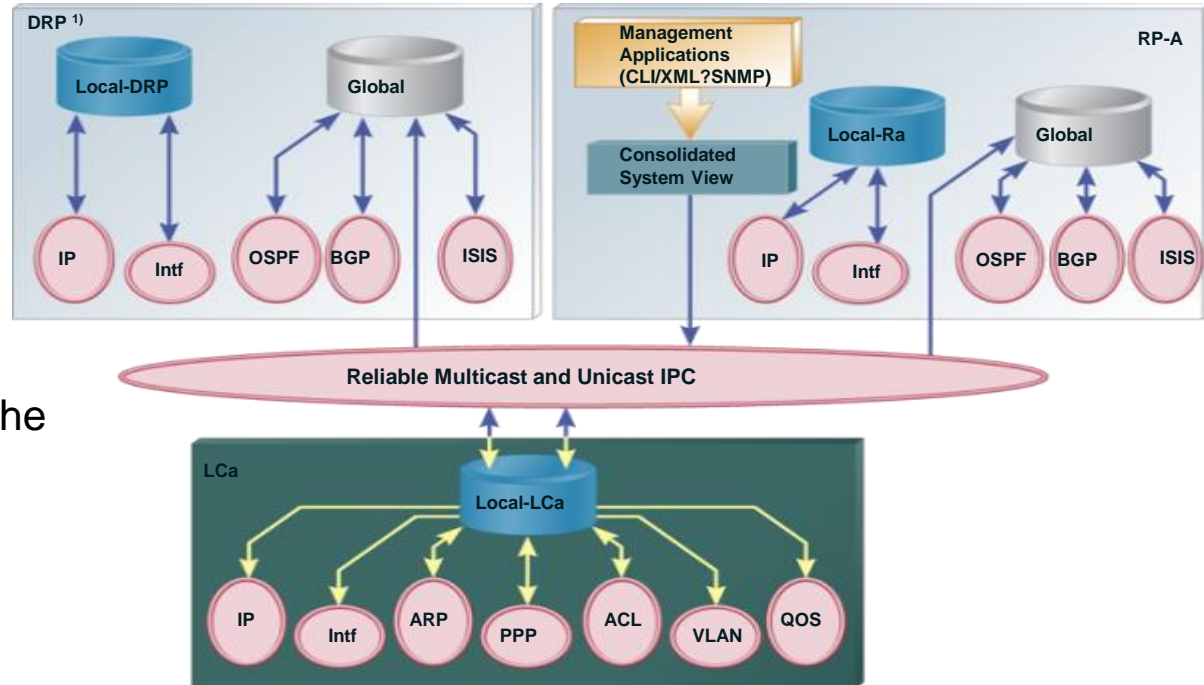 DRP 1)
Local-DRP
Global
IP
Intf
OSPF
BGP
ISIS
Management
Applications
(CLI/XML?SNMP)
RP-A
Consolidated
System View
Local-Ra
Global
IP
Intf
OSPF
BGP
ISIS
Reliable Multicast and Unicast IPC
he
LCa
Local-LCa
IP
Intf
ARP
PPP
ACL
VLAN
QOS